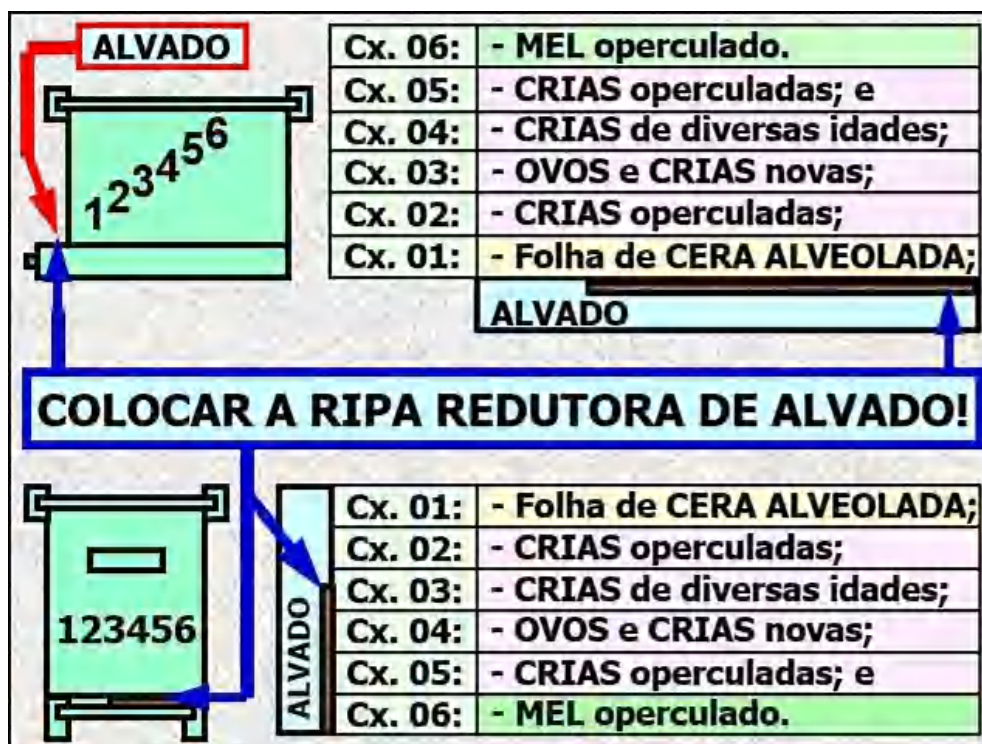 ALVADO
123456
Cx. 06: - MEL operculado.
Cx. 05: - CRIAS operculadas; e
Cx. 04: - CRIAS de diversas idades;
Cx. 03: - OVOS e CRIAS novas;
Cx. 02: - CRIAS operculadas;
Cx. 01: - Folha de CERA ALVEOLADA;
ALVADO
COLOCAR A RIPA REDUTORA DE ALVADO!
123456
ALVADO
Cx. 01: - Folha de CERA ALVEOLADA;
Cx. 02: - CRIAS operculadas;
Cx. 03: - CRIAS de diversas idades;
Cx. 04: - OVOS e CRIAS novas;
Cx. 05: - CRIAS operculadas; e
Cx. 06: - MEL operculado.